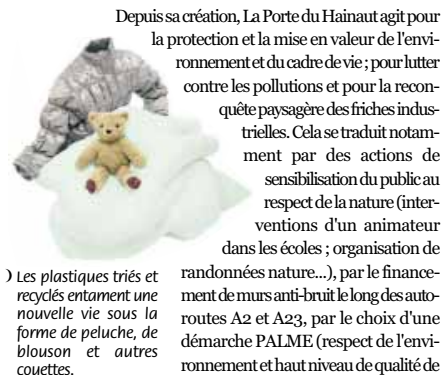 Depuis sa création, La Porte du Hainaut agit pour
la protection et la mise en valeur de l'envi-
ronnement et du cadre de vie ; pour lutter
contre les pollutions et pour la recon-
quête paysagère des friches indus-
trielles. Cela se traduit notam-
ment par des actions de
sensibilisation du public au
respect de la nature (inter-
ventions d'un animateur
dans les écoles ; organisation de
randonnées nature...), par le finance-
ment de murs anti-bruit le long des auto-
routes A2 et A23, par le choix d'une
démarche PALME (respect de l'envi-
ronnement et haut niveau de qualité de
) Les plastiques triés et
recyclés entament une
nouvelle vie sous la
forme de peluche, de
blouson et autres
couettes.